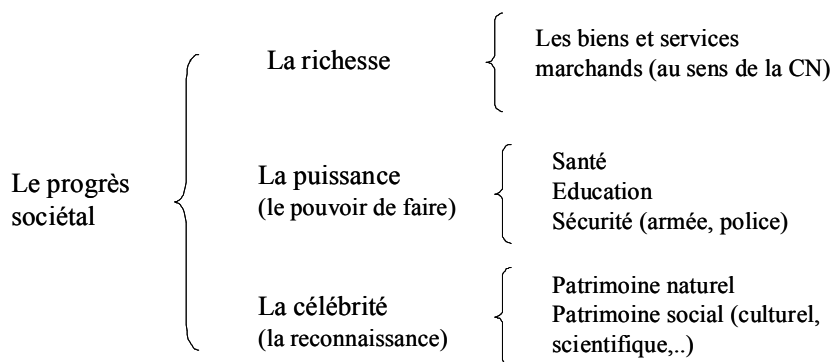 Le progrès
sociétal
La richesse
Les biens et services
marchands (au sens de la CN)
La puissance
(le pouvoir de faire)
Santé
Education
Sécurité (armée, police)
La célébrité
(la reconnaissance)
Patrimoine naturel
Patrimoine social (culturel,
scientifique,..)